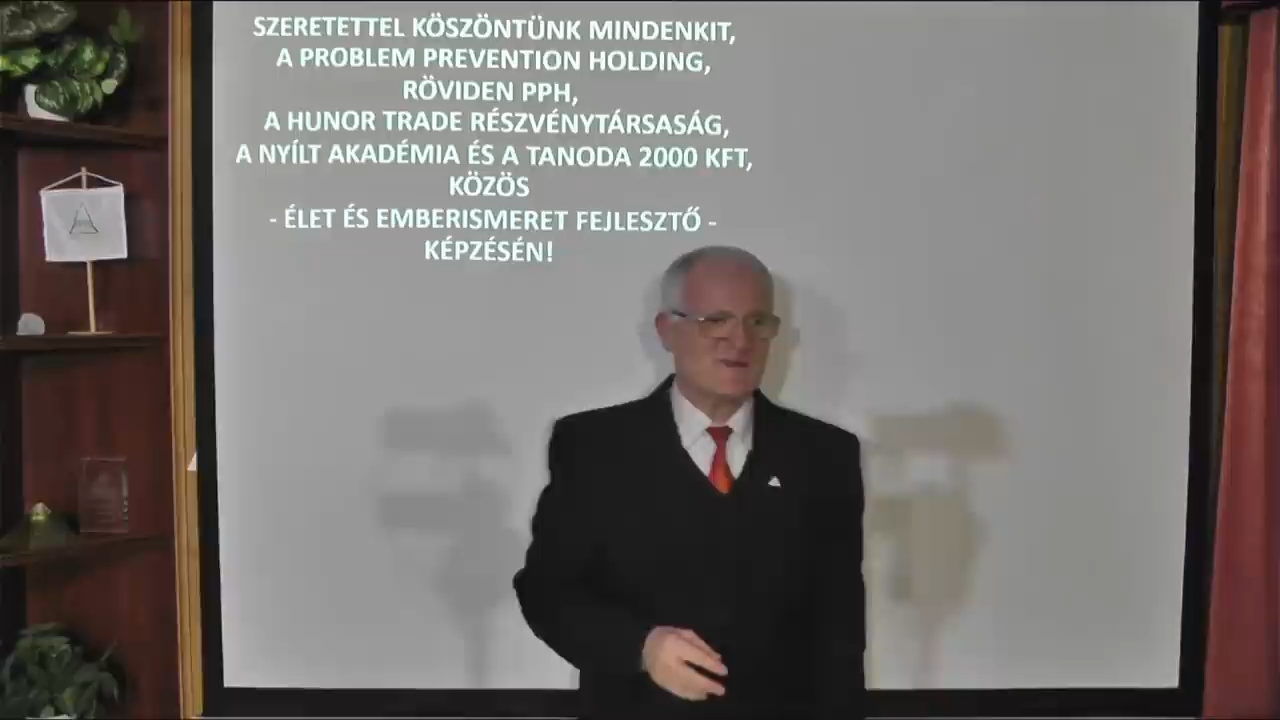 SZERETETTEL KÖSZÖNTÜNK MINDENKIT,
A PROBLEM PREVENTION HOLDING,
RÖVIDEN PPH,
A HUNOR TRADE RÉSZVÉNYTÁRSASÁG,
A NYÍLT AKADÉMIA ÉS A TANODA 2000 KFT,
KÖZÖS
- ÉLET ÉS EMBERISMERET FEJLESZTŐ -
KÉPZÉSÉN!